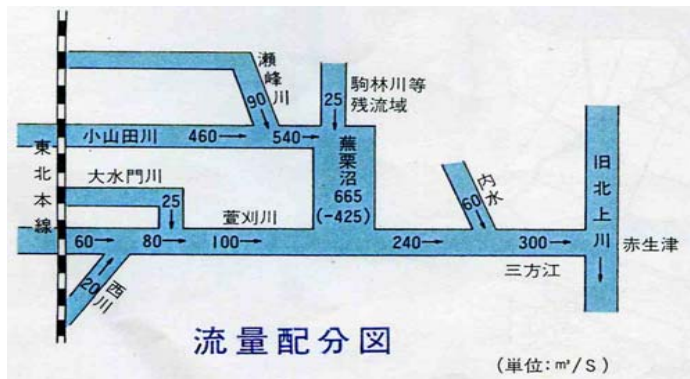 瀬峰川
90
駒林川等
残流域
25
小山田川 460→ 540→
東北本線
大水門川
25
蕪栗沼
665
(-425)
内水
60
旧北上川
萱刈川
60→ 80→ 100→ 240→ 300→
赤生津
三方江
20
西川
流量配分図
(単位:m³/S)